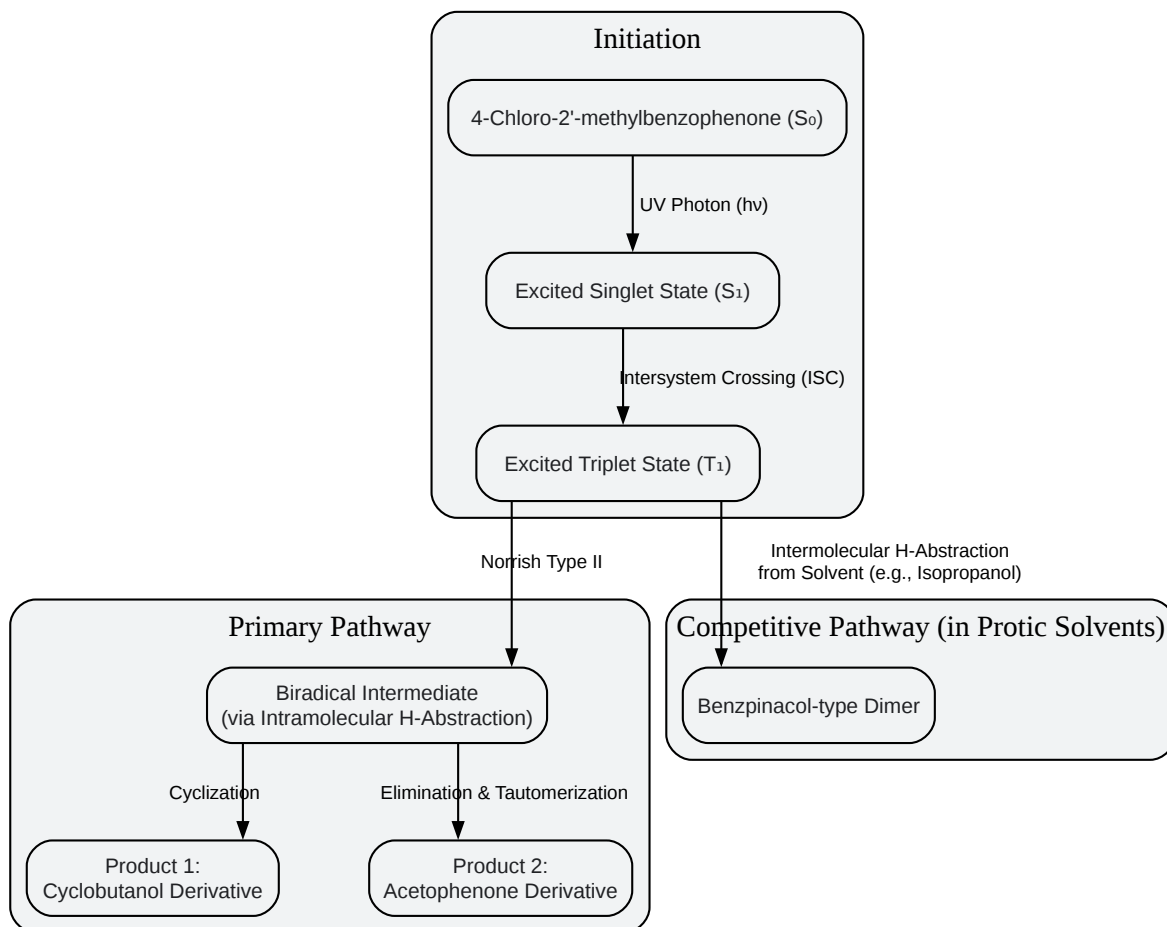 Initiation
4-Chloro-2'-methylbenzophenone (S₀)
UV Photon (hν)
Excited Singlet State (S₁)
Intersystem Crossing (ISC)
Excited Triplet State (T₁)
Norrish Type II
Intermolecular H-Abstraction
from Solvent (e.g., Isopropanol)
Primary Pathway
Biradical Intermediate
(via Intramolecular H-Abstraction)
Cyclization
Elimination & Tautomerization
Product 1:
Cyclobutanol Derivative
Product 2:
Acetophenone Derivative
Competitive Pathway (in Protic Solvents)
Benzpinacol-type Dimer